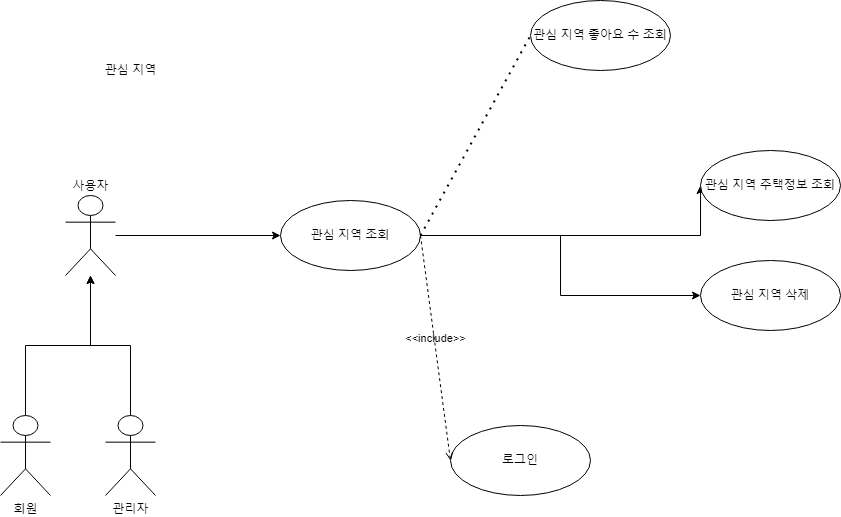 관심 지역 좋아요 수 조회
관심 지역
사용자
관심 지역 주택정보 조회
관심 지역 조회
관심 지역 삭제
<<include>>
로그인
회원
관리자